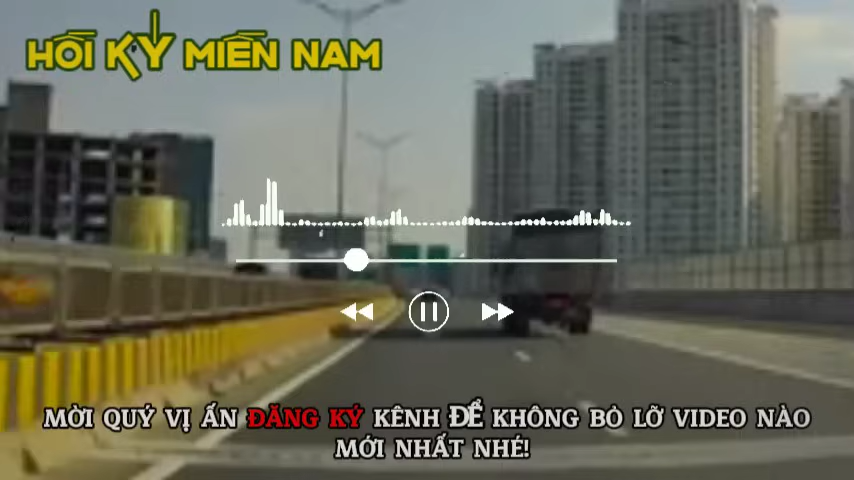 HỒI KÝ MIỀN NAM
MỜI QUÝ VỊ ẤN ĐĂNG KÝ KÊNH ĐỂ KHÔNG BỎ LỠ VIDEO NÀO
MỚI NHẤT NHÉ!